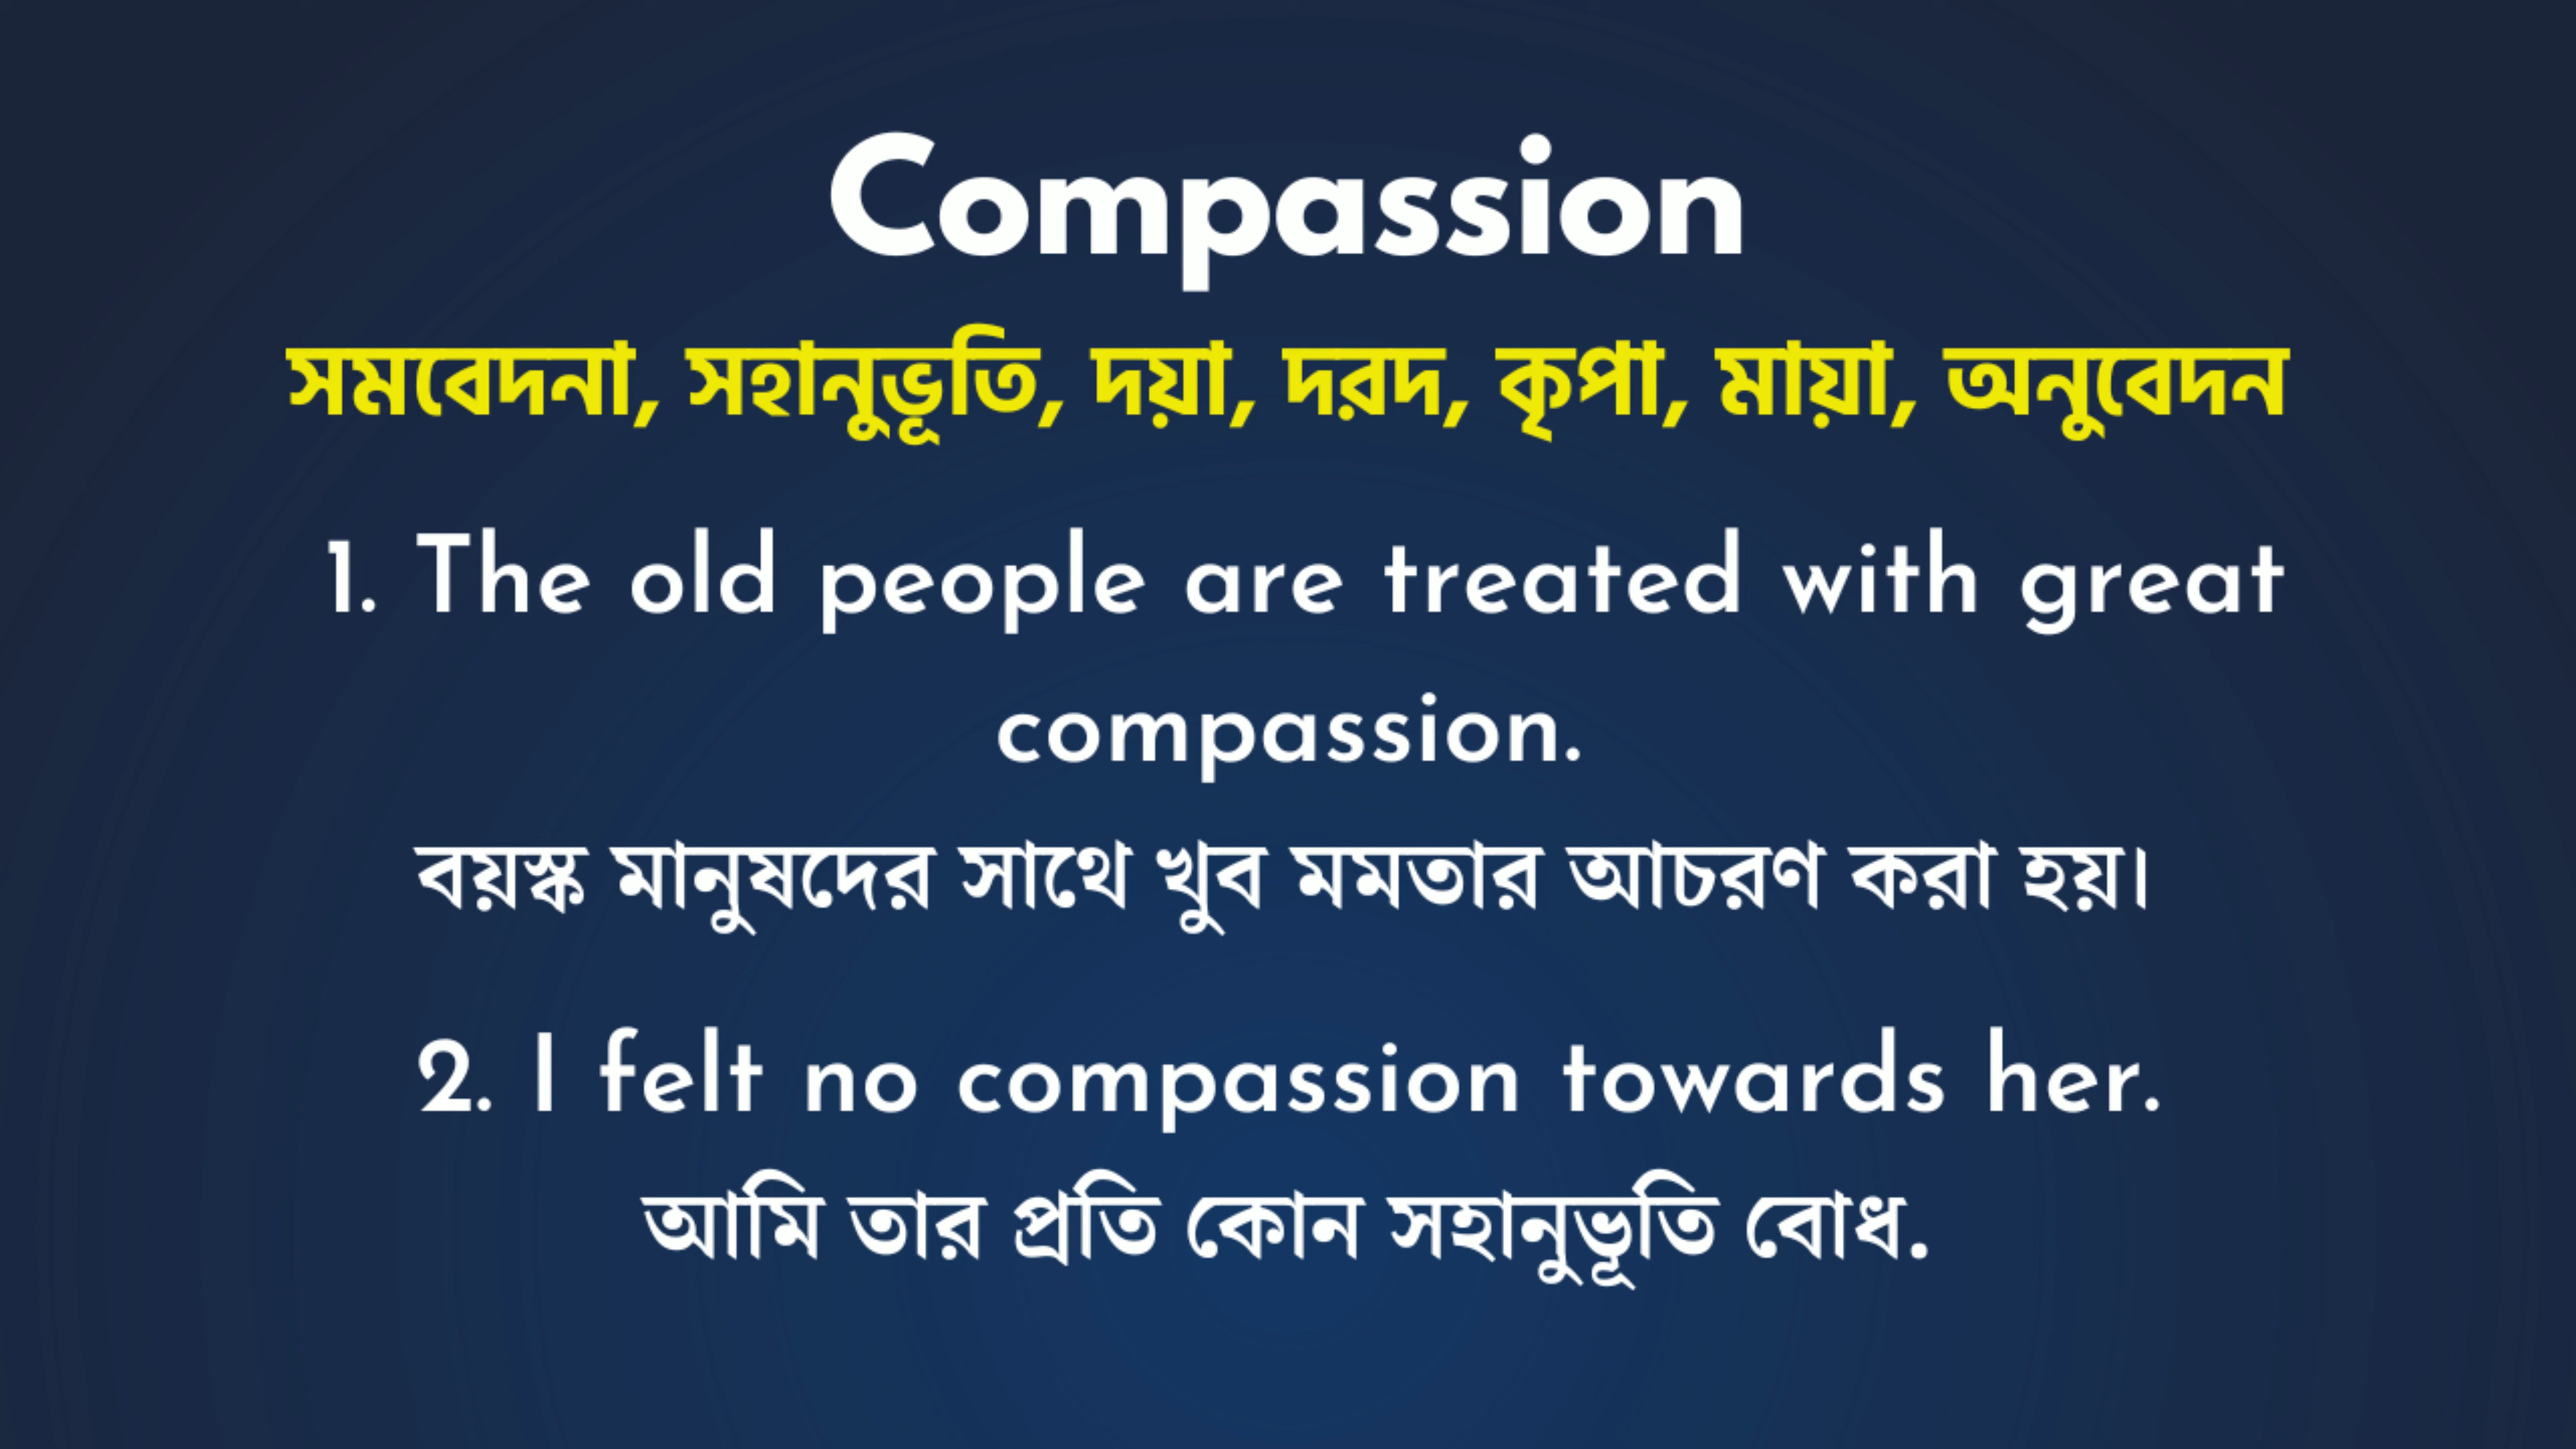 Compassion
সমবেদনা, সহানুভূতি, দয়া, দরদ, কৃপা, মায়া, অনুবেদন
1. The old people are treated with great
compassion.
বয়স্ক মানুষদের সাথে খুব মমতার আচরণ করা হয়।
2. I felt no compassion towards her.
আমি তার প্রতি কোন সহানুভূতি বোধ.